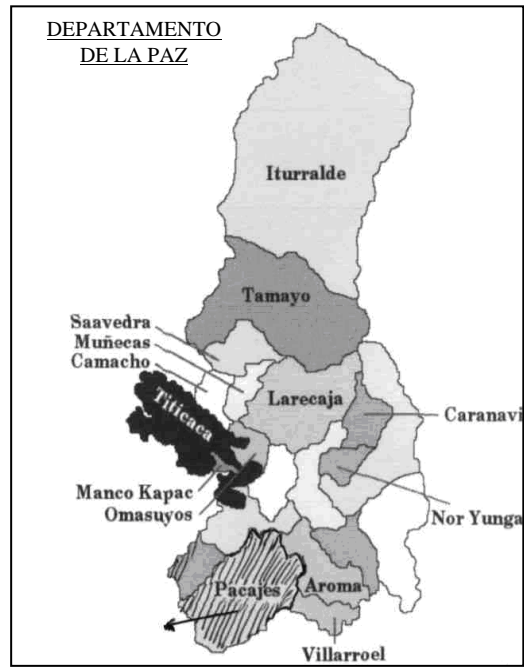 DEPARTAMENTO
DE LA PAZ
Iturralde
Tamayo
Saavedra
Muñecas
Camacho
Titicaca
Larecaja
Caranavi
Manco Kapac
Omasuyos
Nor Yunga
Pacajes
Aroma
Villarroel